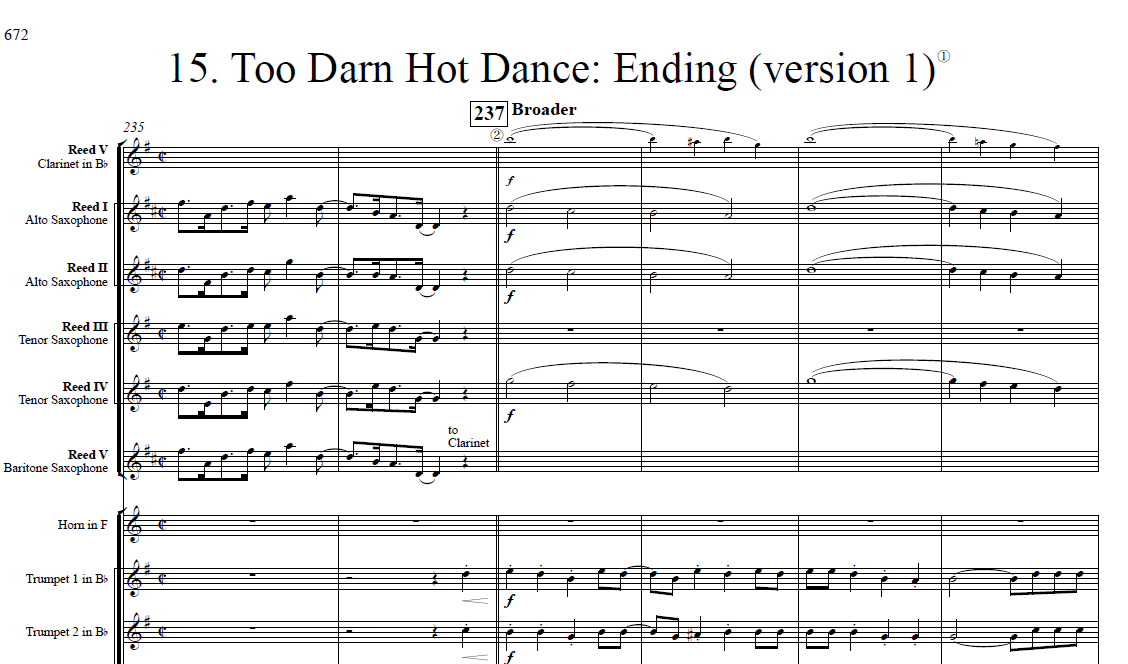 672
15. Too Darn Hot Dance: Ending (version 1)①
237 Broader
235
②
Reed V
Clarinet in B♭
f
Reed I
Alto Saxophone
f
Reed II
Alto Saxophone
f
Reed III
Tenor Saxophone
Reed IV
Tenor Saxophone
f
to
Clarinet
Reed V
Baritone Saxophone
Horn in F
Trumpet 1 in B♭
f
Trumpet 2 in B♭
f